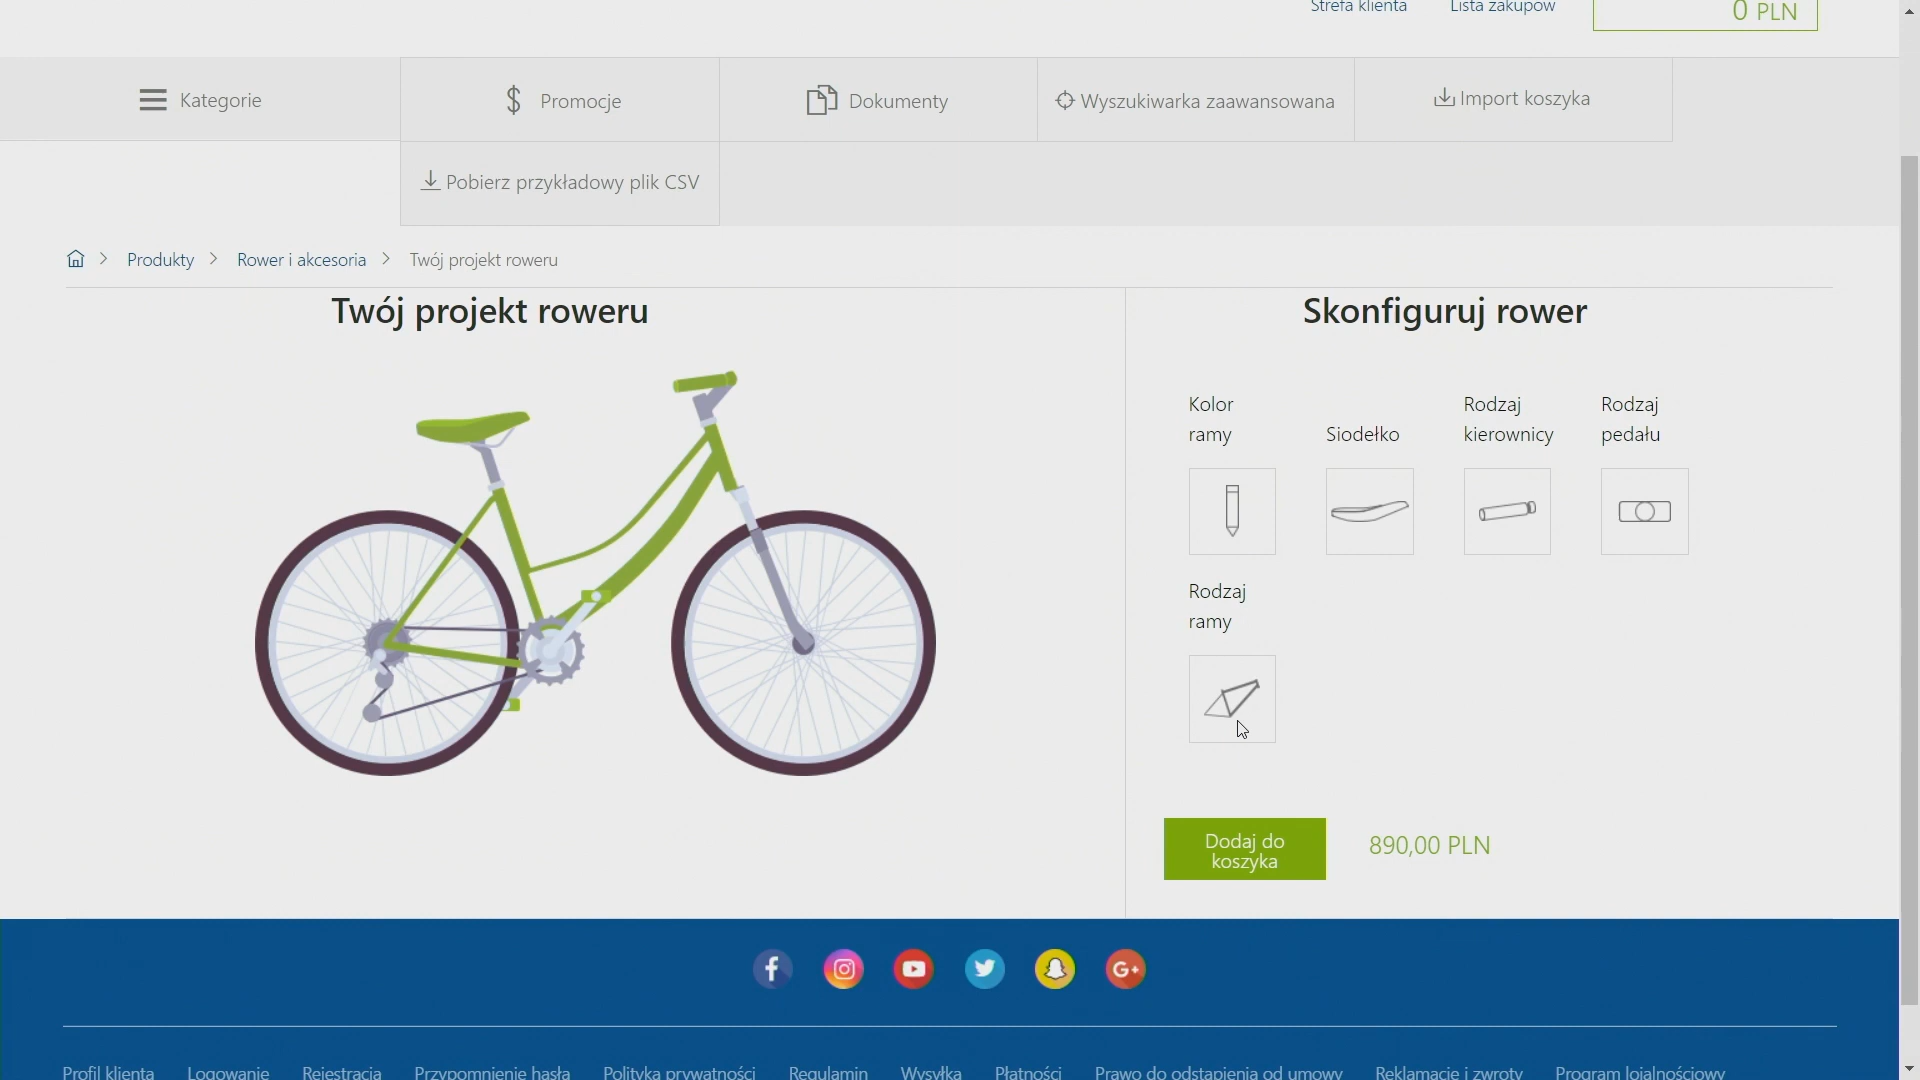 Strefa klienta
Lista zakupów
0 PLN
Kategorie
Promocje
Dokumenty
Wyszukiwarka zaawansowana
Import koszyka
Pobierz przykładowy plik CSV
Produkty
Rower i akcesoria
Twój projekt roweru
Twój projekt roweru
Skonfiguruj rower
Kolor
ramy
Siodełko
Rodzaj
kierownicy
Rodzaj
pedału
Rodzaj
ramy
Dodaj do
koszyka
890,00 PLN
Profil klienta
Logowanie
Rejestracja
Przypomnienie hasła
Polityka prywatności
Regulamin
Wysyłka
Płatności
Prawo do odstąpienia od umowy
Reklamacje i zwroty
Program lojalnościowy